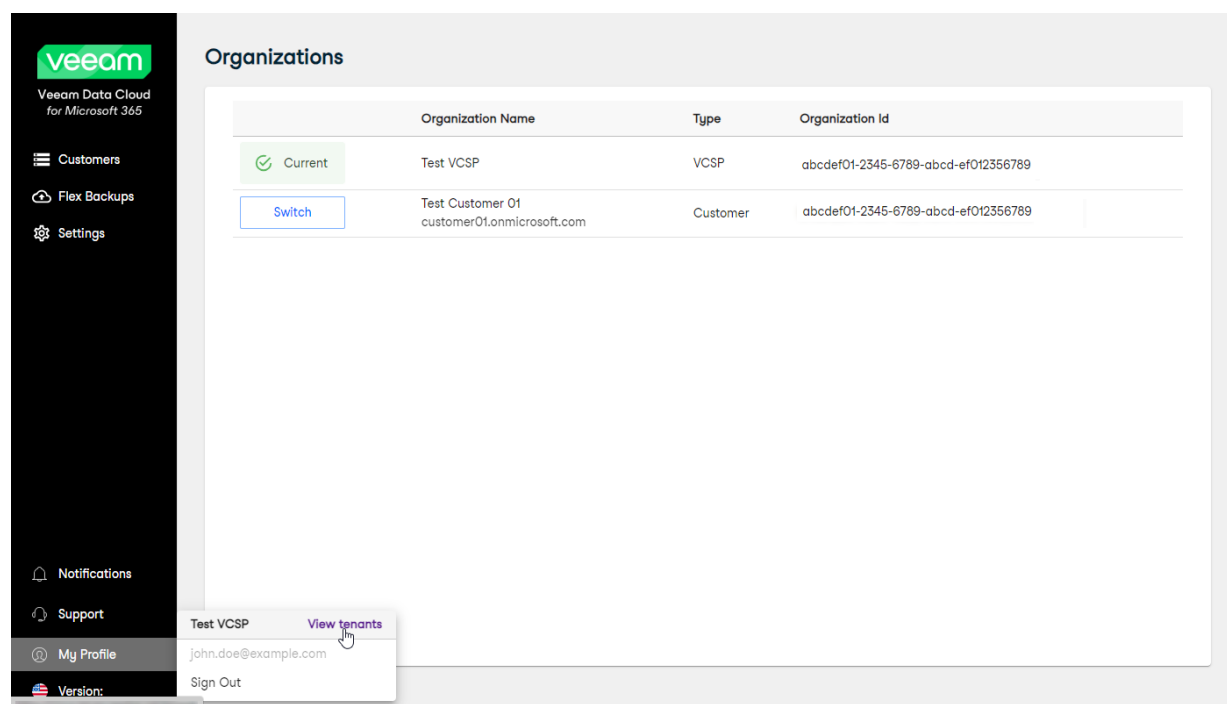 veeam
Veeam Data Cloud
for Microsoft 365
Customers
Flex Backups
Settings
Notifications
Support
My Profile
Version:
Organizations
Organization Name Type Organization Id
Current Test VCSP VCSP abcdef01-2345-6789-abcd-ef012356789
Switch Test Customer 01 Customer abcdef01-2345-6789-abcd-ef012356789
customer01.onmicrosoft.com
Test VCSP View tenants
john.doe@example.com
Sign Out